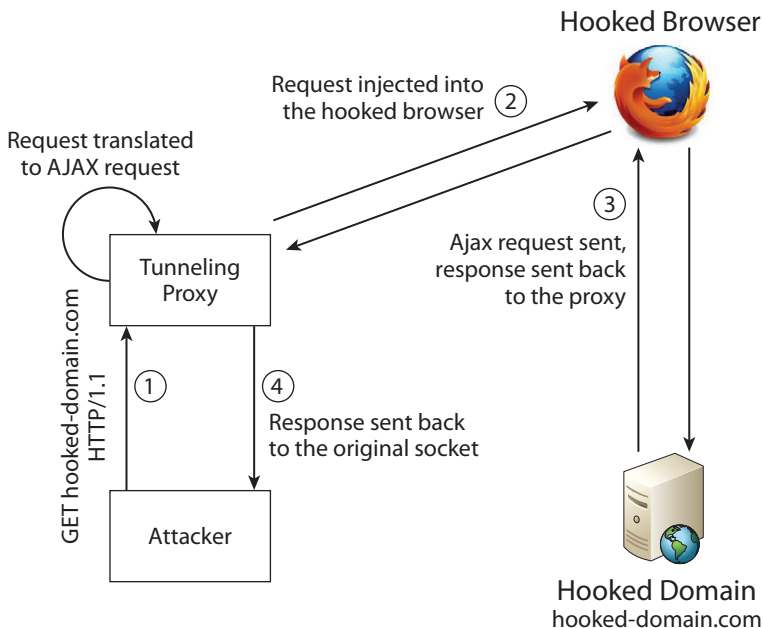 Hooked Browser
Request injected into
the hooked browser
2
Request translated
to AJAX request
3
Ajax request sent,
response sent back
to the proxy
Tunneling
Proxy
GET hooked-domain.com
HTTP/1.1
1
4
Response sent back
to the original socket
Attacker
Hooked Domain
hooked-domain.com